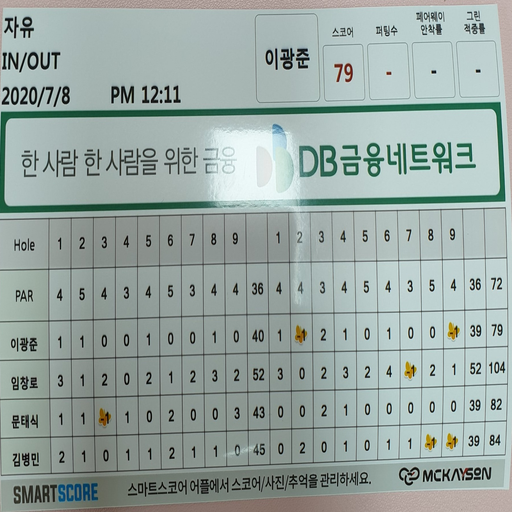 자유
IN/OUT
2020/7/8 PM 12:11
이광준
스코어 퍼팅수 페어웨이 안착률 그린 적중률
79 - - -
한 사람 한 사람을 위한 금융 DB금융네트워크
Hole 1 2 3 4 5 6 7 8 9 1 2 3 4 5 6 7 8 9
PAR 4 5 4 3 4 5 3 4 4 36 4 4 3 4 5 4 3 5 4 36 72
이광준 1 1 0 0 1 0 0 1 0 40 1 -1 2 1 0 1 0 0 -1 39 79
임창로 3 1 2 0 2 1 2 3 2 52 3 0 2 3 2 4 -1 2 1 52 104
문태식 1 1 -1 1 0 2 0 0 3 43 0 0 2 1 0 0 0 0 0 39 82
김병민 2 1 0 1 1 2 1 1 0 45 0 2 0 1 0 1 1 -1 -1 39 84
SMARTSCORE 스마트스코어 어플에서 스코어/사진/추억을 관리하세요. MCKAYSON